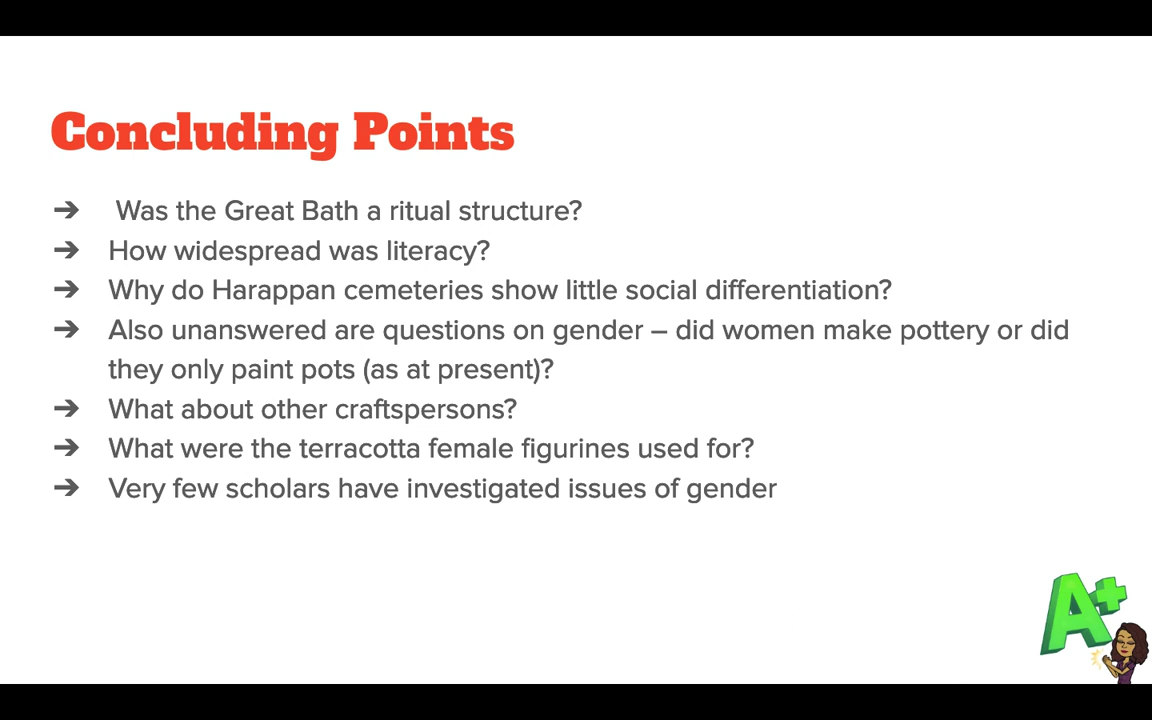 Concluding Points
➔ Was the Great Bath a ritual structure?
➔ How widespread was literacy?
➔ Why do Harappan cemeteries show little social differentiation?
➔ Also unanswered are questions on gender – did women make pottery or did
they only paint pots (as at present)?
➔ What about other craftspersons?
➔ What were the terracotta female figurines used for?
➔ Very few scholars have investigated issues of gender
A+